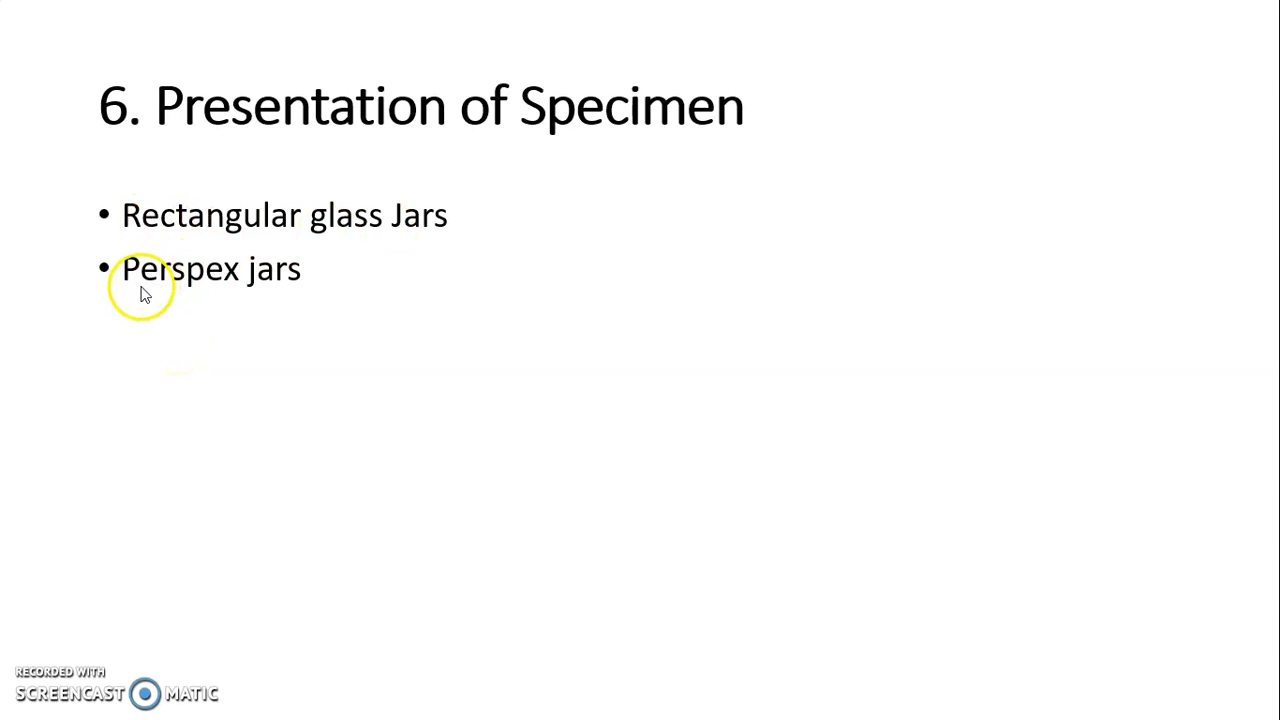 6. Presentation of Specimen
• Rectangular glass Jars
• Perspex jars
RECORDED WITH
SCREENCAST MATIC